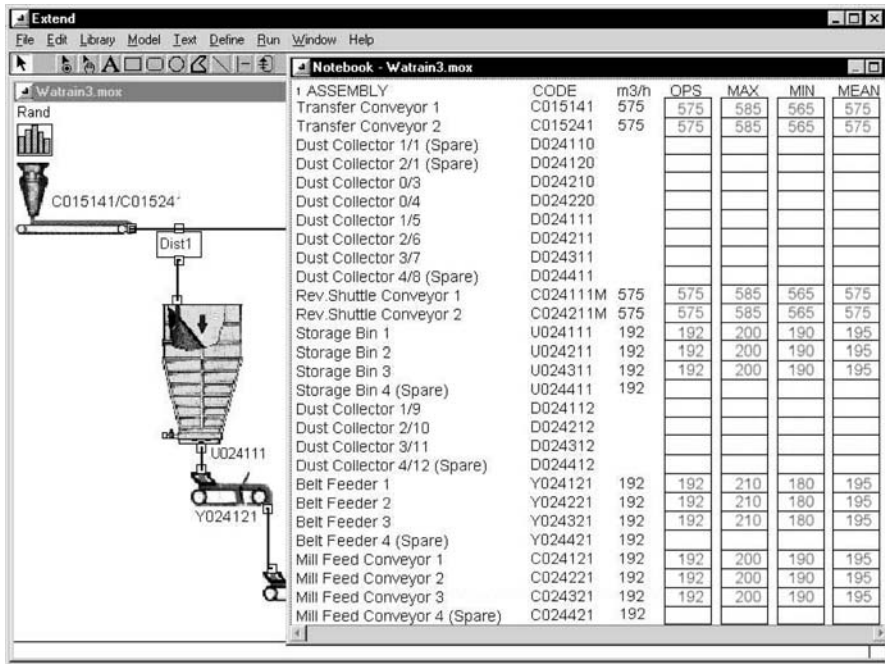 Extend
File Edit Library Model Text Define Run Window Help
A
Notebook - Watrain3.mox
Watrain3.mox
Rand
C015141/C01524
Dist1
U024111
Y024121
1 ASSEMBLY CODE m3/h OPS MAX MIN MEAN
Transfer Conveyor 1 C015141 575 575 585 565 575
Transfer Conveyor 2 C015241 575 575 585 565 575
Dust Collector 1/1 (Spare) D024110
Dust Collector 2/1 (Spare) D024120
Dust Collector 0/3 D024210
Dust Collector 0/4 D024220
Dust Collector 1/5 D024111
Dust Collector 2/6 D024211
Dust Collector 3/7 D024311
Dust Collector 4/8 (Spare) D024411
Rev.Shuttle Conveyor 1 C024111M 575 575 585 565 575
Rev.Shuttle Conveyor 2 C024211M 575 575 585 565 575
Storage Bin 1 U024111 192 192 200 190 195
Storage Bin 2 U024211 192 192 200 190 195
Storage Bin 3 U024311 192 192 200 190 195
Storage Bin 4 (Spare) U024411 192
Dust Collector 1/9 D024112
Dust Collector 2/10 D024212
Dust Collector 3/11 D024312
Dust Collector 4/12 (Spare) D024412
Belt Feeder 1 Y024121 192 192 210 180 195
Belt Feeder 2 Y024221 192 192 210 180 195
Belt Feeder 3 Y024321 192 192 210 180 195
Belt Feeder 4 (Spare) Y024421 192
Mill Feed Conveyor 1 C024121 192 192 200 190 195
Mill Feed Conveyor 2 C024221 192 192 200 190 195
Mill Feed Conveyor 3 C024321 192 192 200 190 195
Mill Feed Conveyor 4 (Spare) C024421 192